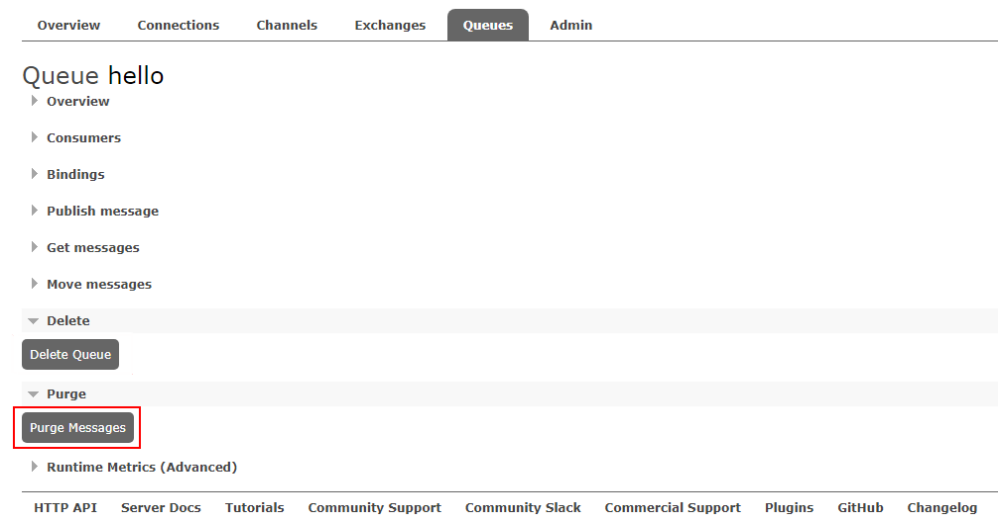 Overview Connections Channels Exchanges Queues Admin
Queue hello
Overview
Consumers
Bindings
Publish message
Get messages
Move messages
Delete
Delete Queue
Purge
Purge Messages
Runtime Metrics (Advanced)
HTTP API Server Docs Tutorials Community Support Community Slack Commercial Support Plugins GitHub Changelog